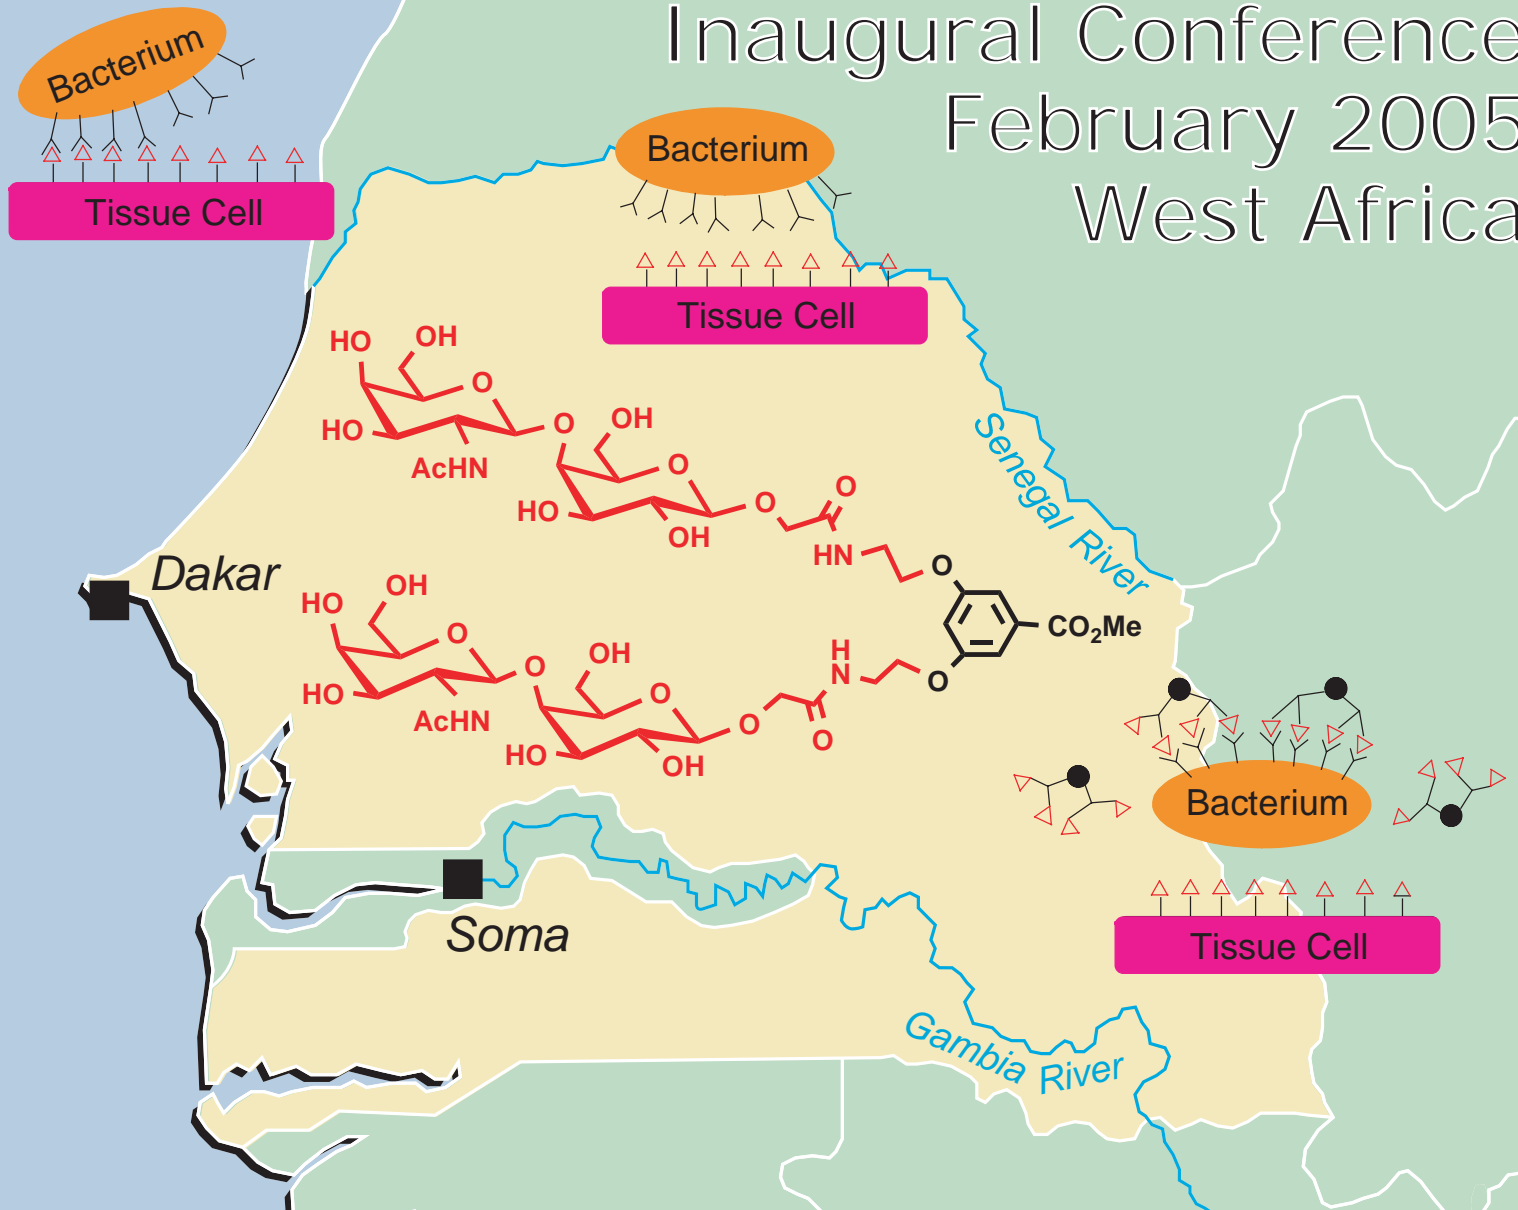 Inaugural Conference
February 2005
West Africa
Bacterium
Tissue Cell
Bacterium
Tissue Cell
HO
OH
O
HO
AcHN
O
OH
O
HO
OH
O
O
HN
O
Senegal River
Dakar
HO
OH
O
HO
AcHN
O
OH
O
HO
OH
O
O
H
N
O
CO2Me
Bacterium
Tissue Cell
Soma
Gambia River